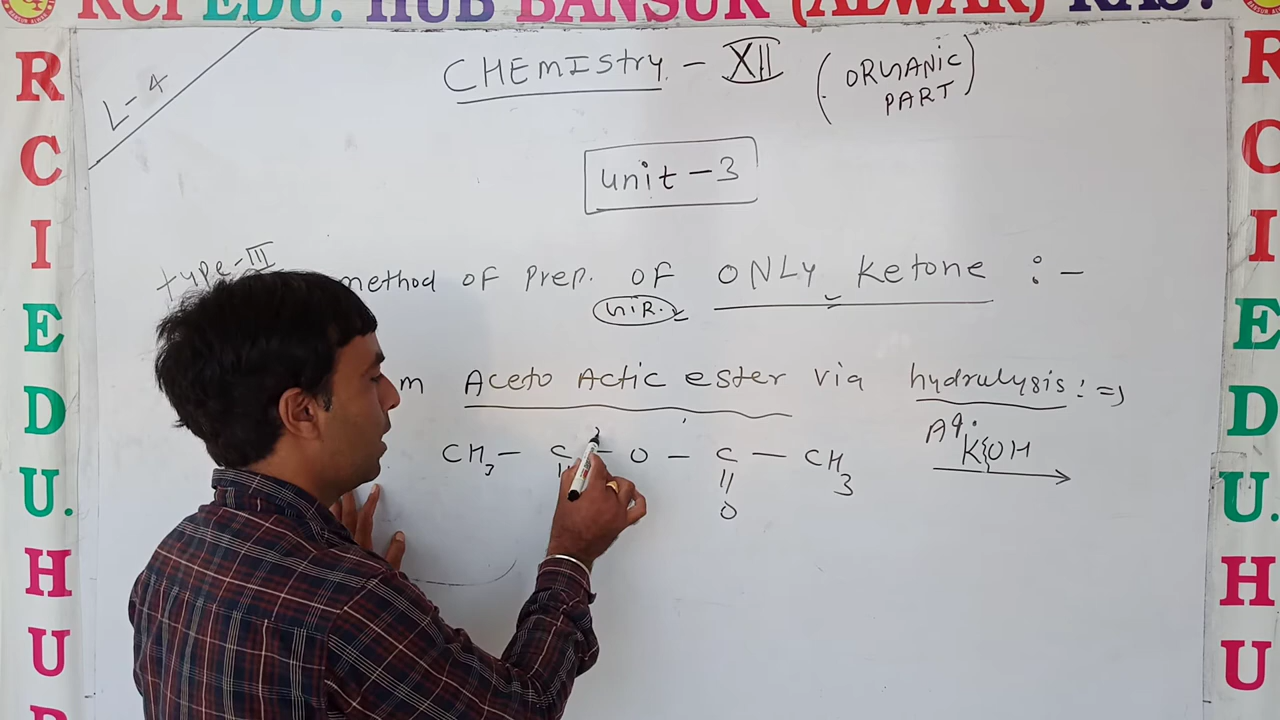 RCI EDU. HUB BANSUR (ALWAR) RAJ.
L-4
CHEMIStry - XII (ORGANIC PART)
unit-3
type-III method of Prep. OF ONLY Ketone :-
m Aceto Actic ester via hydrulysis :=)
CH3 - C - O - C - CH3 Aq. KOH
O
R C I E D U. H U
R C I E D U. H U